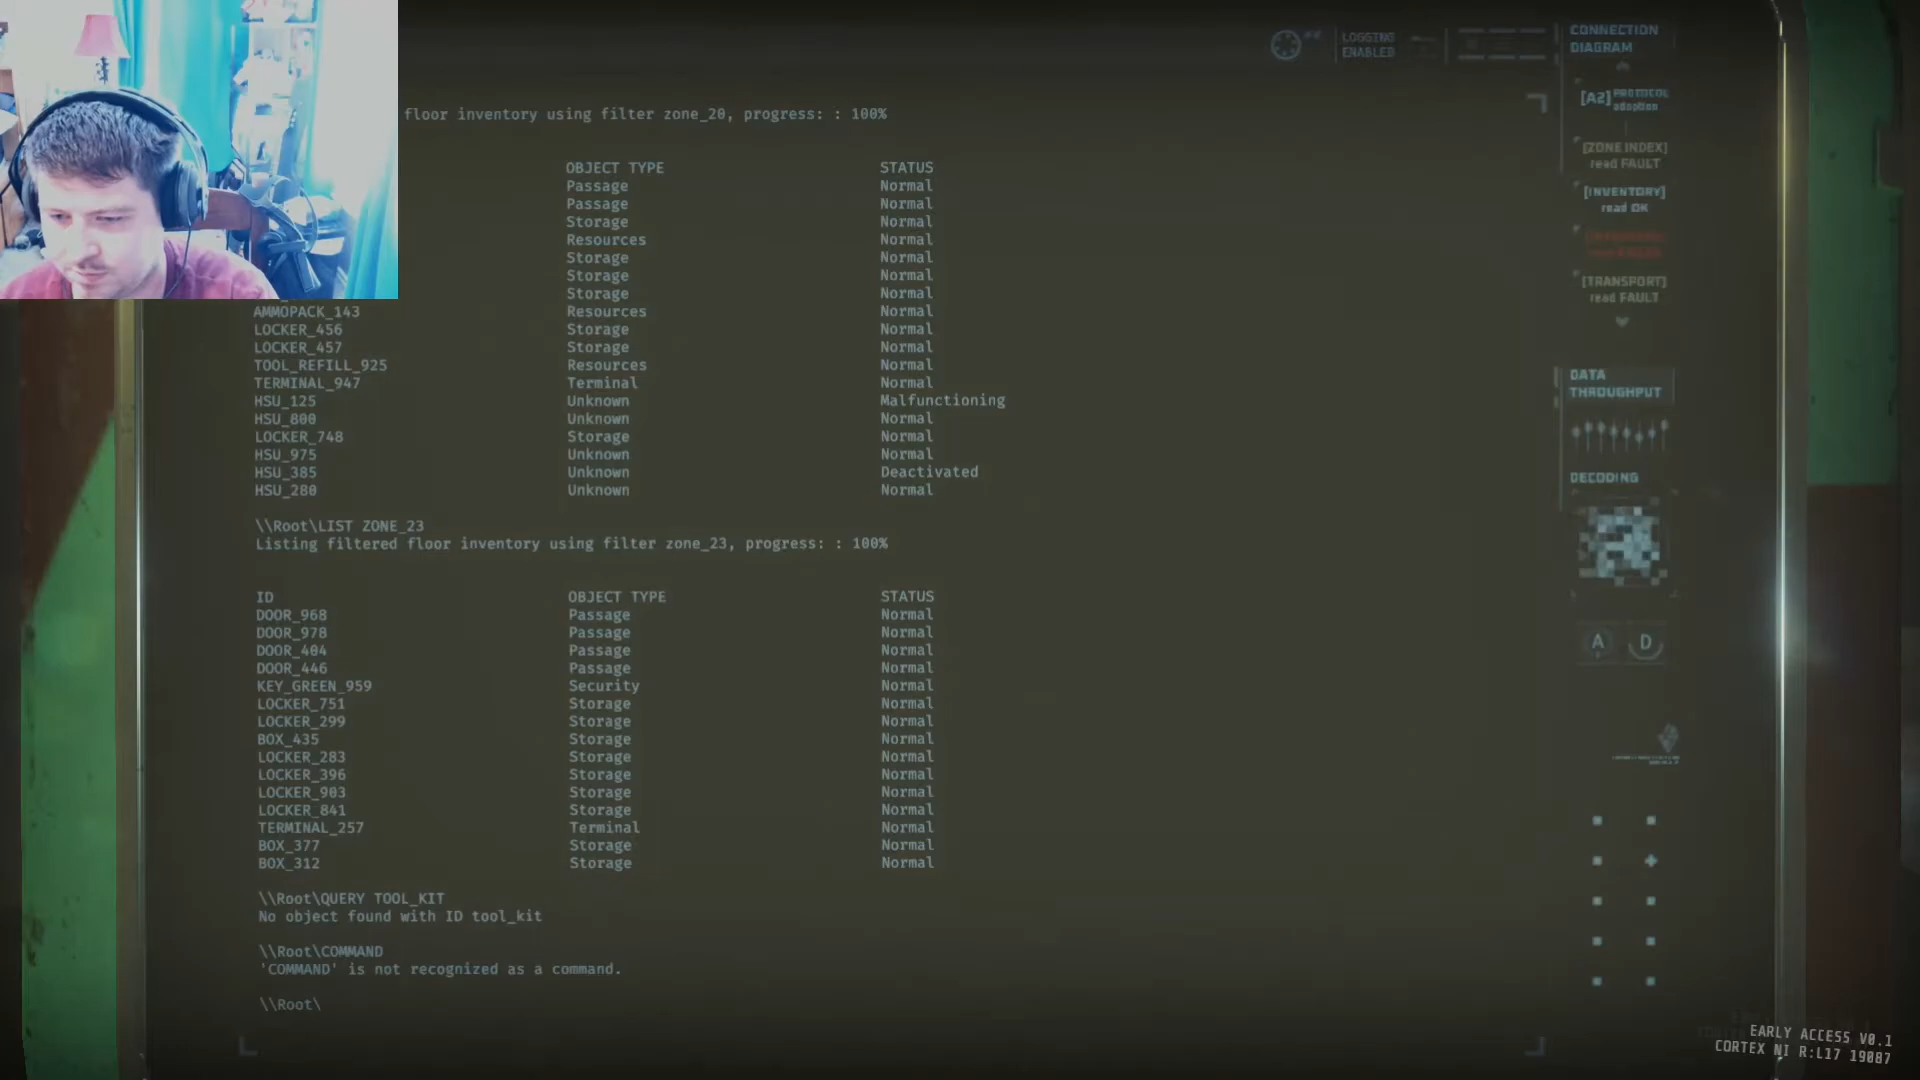 LOGGING
ENABLED
CONNECTION
DIAGRAM
[A2] PROTOCOL
adaption
[ZONE INDEX]
read FAULT
[INVENTORY]
read OK
[TRANSPORT]
read FAULT
DATA
THROUGHPUT
DECODING
A D
floor inventory using filter zone_20, progress: : 100%
OBJECT TYPE STATUS
Passage Normal
Passage Normal
Storage Normal
Resources Normal
Storage Normal
Storage Normal
Storage Normal
AMMOPACK_143 Resources Normal
LOCKER_456 Storage Normal
LOCKER_457 Storage Normal
TOOL_REFILL_925 Resources Normal
TERMINAL_947 Terminal Normal
HSU_125 Unknown Malfunctioning
HSU_800 Unknown Normal
LOCKER_748 Storage Normal
HSU_975 Unknown Normal
HSU_385 Unknown Deactivated
HSU_280 Unknown Normal
\\Root\LIST ZONE_23
Listing filtered floor inventory using filter zone_23, progress: : 100%
ID OBJECT TYPE STATUS
DOOR_968 Passage Normal
DOOR_978 Passage Normal
DOOR_404 Passage Normal
DOOR_446 Passage Normal
KEY_GREEN_959 Security Normal
LOCKER_751 Storage Normal
LOCKER_299 Storage Normal
BOX_435 Storage Normal
LOCKER_283 Storage Normal
LOCKER_396 Storage Normal
LOCKER_903 Storage Normal
LOCKER_841 Storage Normal
TERMINAL_257 Terminal Normal
BOX_377 Storage Normal
BOX_312 Storage Normal
\\Root\QUERY TOOL_KIT
No object found with ID tool_kit
\\Root\COMMAND
'COMMAND' is not recognized as a command.
\\Root\
EARLY ACCESS V0.1
CORTEX NI R:L17 19087